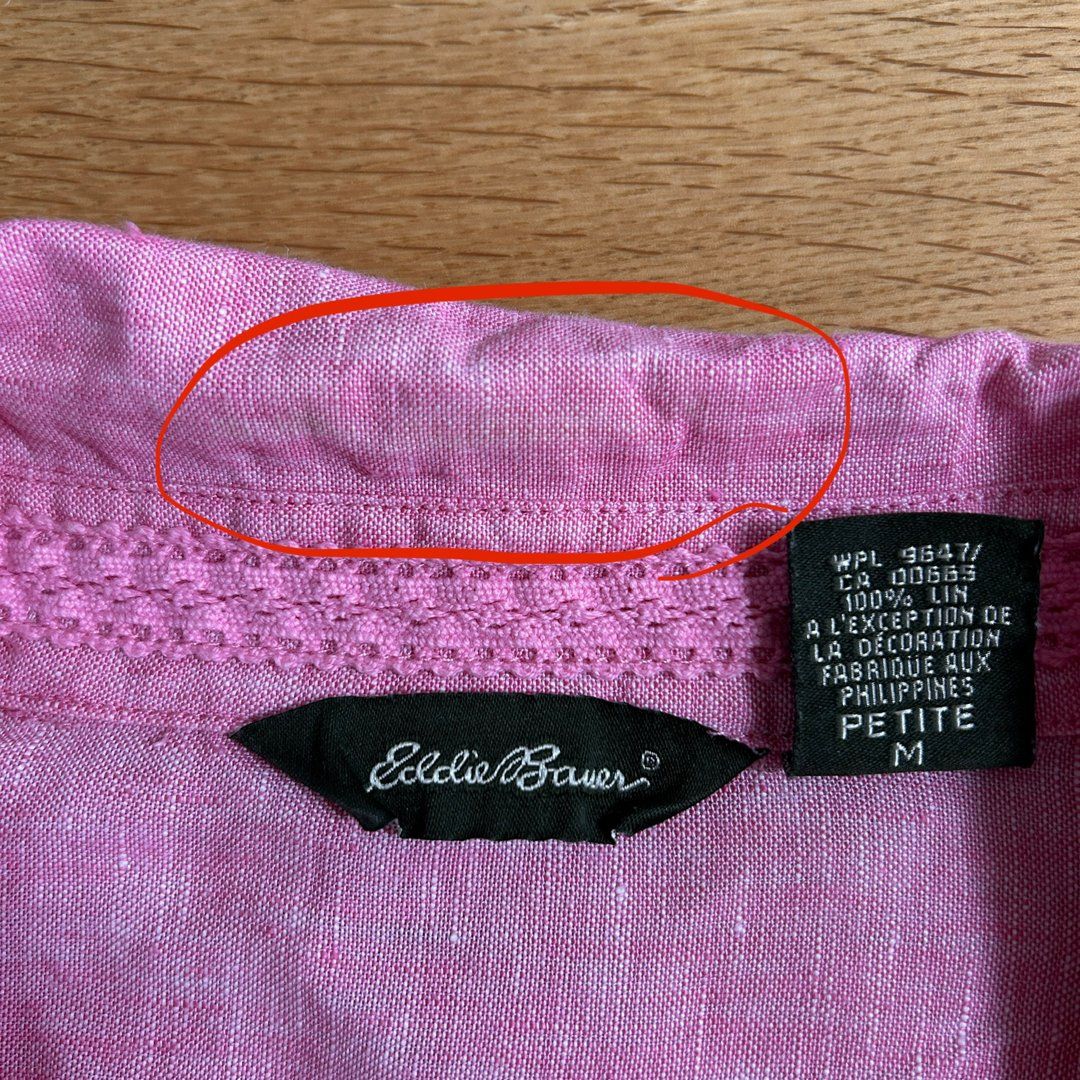 WPL 9647/
CA 00665
100% LIN
A L'EXCEPTION DE
LA DÉCORATION
FABRIQUE AUX
PHILIPPINES
PETITE
M
Eddie Bauer®